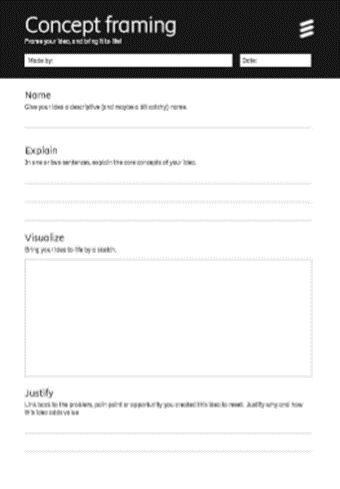 Concept framing
Frame your idea, and bring it to life!
Made by:
Date:
Name
Give your idea a descriptive (and maybe a bit catchy) name.
Explain
In one or two sentences, explain the core concepts of your idea.
Visualize
Bring your idea to life by a sketch.
Justify
Link back to the problem, pain point or opportunity you created this idea to meet. Justify why and how
this idea adds value